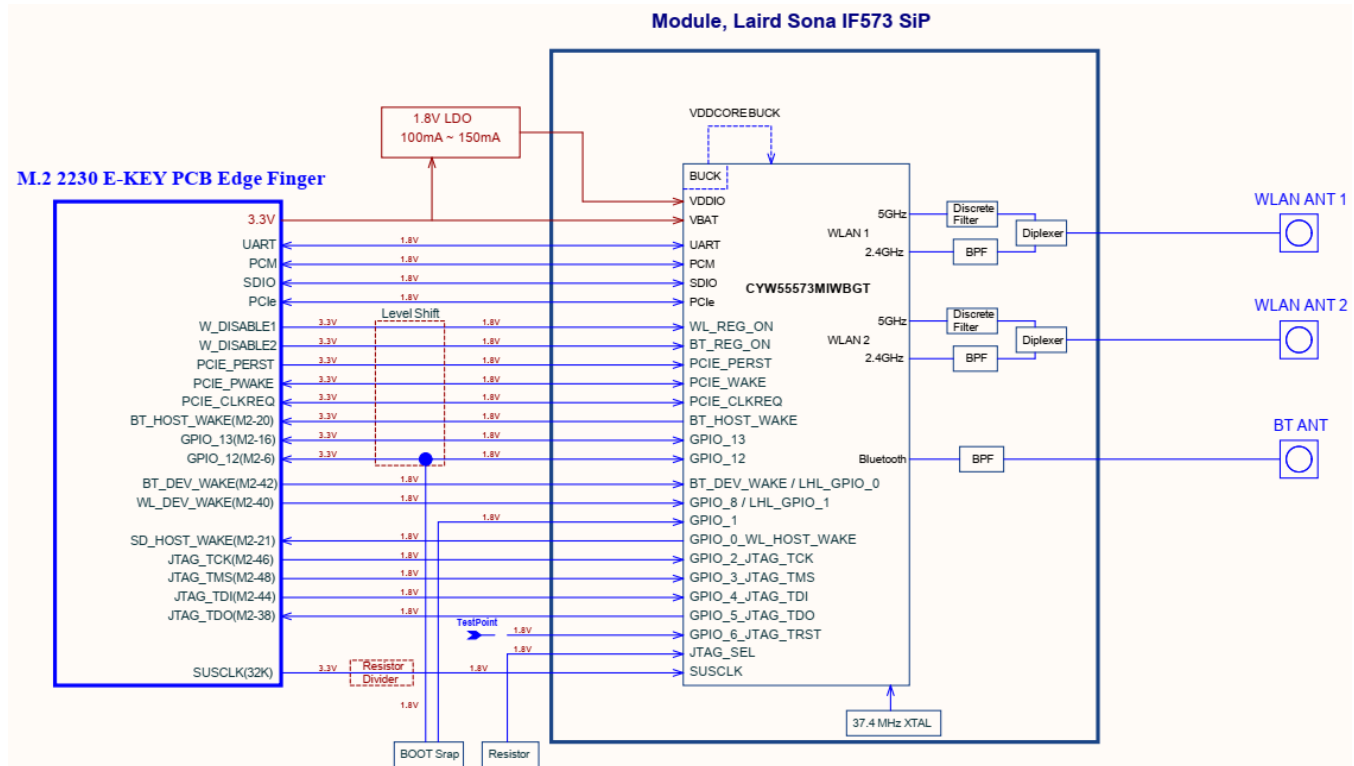 Module, Laird Sona IF573 SiP
1.8V LDO
100mA ~ 150mA
VDDCORE BUCK
M.2 2230 E-KEY PCB Edge Finger
BUCK
VDDIO
3.3V
VBAT
UART
1.8V
UART
PCM
1.8V
PCM
SDIO
1.8V
SDIO
PCIe
1.8V
PCIe
CYW55573MIWBGT
Level Shift
W_DISABLE1
3.3V
1.8V
WL_REG_ON
W_DISABLE2
3.3V
1.8V
BT_REG_ON
PCIE_PERST
3.3V
1.8V
PCIE_PERST
PCIE_PWAKE
3.3V
1.8V
PCIE_WAKE
PCIE_CLKREQ
3.3V
1.8V
PCIE_CLKREQ
BT_HOST_WAKE(M2-20)
3.3V
1.8V
BT_HOST_WAKE
GPIO_13(M2-16)
3.3V
1.8V
GPIO_13
GPIO_12(M2-6)
3.3V
1.8V
GPIO_12
BT_DEV_WAKE(M2-42)
1.8V
BT_DEV_WAKE / LHL_GPIO_0
WL_DEV_WAKE(M2-40)
1.8V
GPIO_8 / LHL_GPIO_1
1.8V
GPIO_1
SD_HOST_WAKE(M2-21)
1.8V
GPIO_0_WL_HOST_WAKE
JTAG_TCK(M2-46)
1.8V
GPIO_2_JTAG_TCK
JTAG_TMS(M2-48)
1.8V
GPIO_3_JTAG_TMS
JTAG_TDI(M2-44)
1.8V
GPIO_4_JTAG_TDI
JTAG_TDO(M2-38)
1.8V
GPIO_5_JTAG_TDO
TestPoint
1.8V
GPIO_6_JTAG_TRST
1.8V
JTAG_SEL
SUSCLK(32K)
3.3V
Resistor
Divider
1.8V
SUSCLK
1.8V
BOOT Srap
Resistor
37.4 MHz XTAL
WLAN 1
5GHz
Discrete
Filter
2.4GHz
BPF
Diplexer
WLAN ANT 1
WLAN 2
5GHz
Discrete
Filter
2.4GHz
BPF
Diplexer
WLAN ANT 2
Bluetooth
BPF
BT ANT